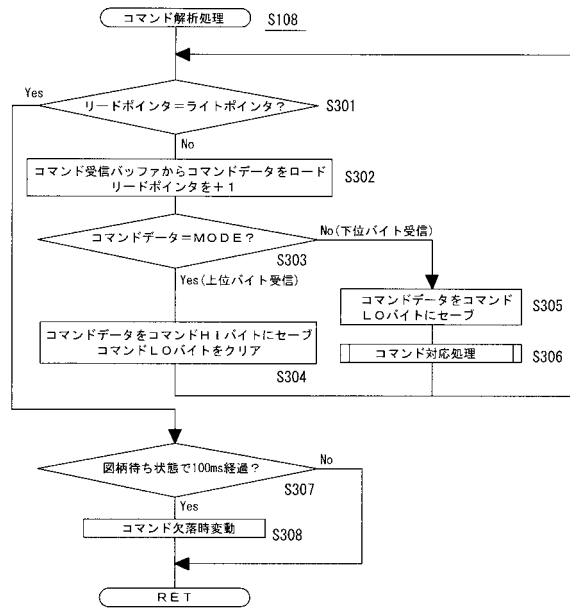 コマンド解析処理
S108
Yes
リードポインタ=ライトポインタ?
S301
No
コマンド受信バッファからコマンドデータをロード
リードポインタを+1
S302
コマンドデータ=MODE?
No(下位バイト受信)
S303
Yes(上位バイト受信)
コマンドデータをコマンド
LOバイトにセーブ
S305
コマンドデータをコマンドHiバイトにセーブ
コマンドLOバイトをクリア
コマンド対応処理
S306
S304
図柄待ち状態で100ms経過?
No
S307
Yes
コマンド欠落時変動
S308
RET